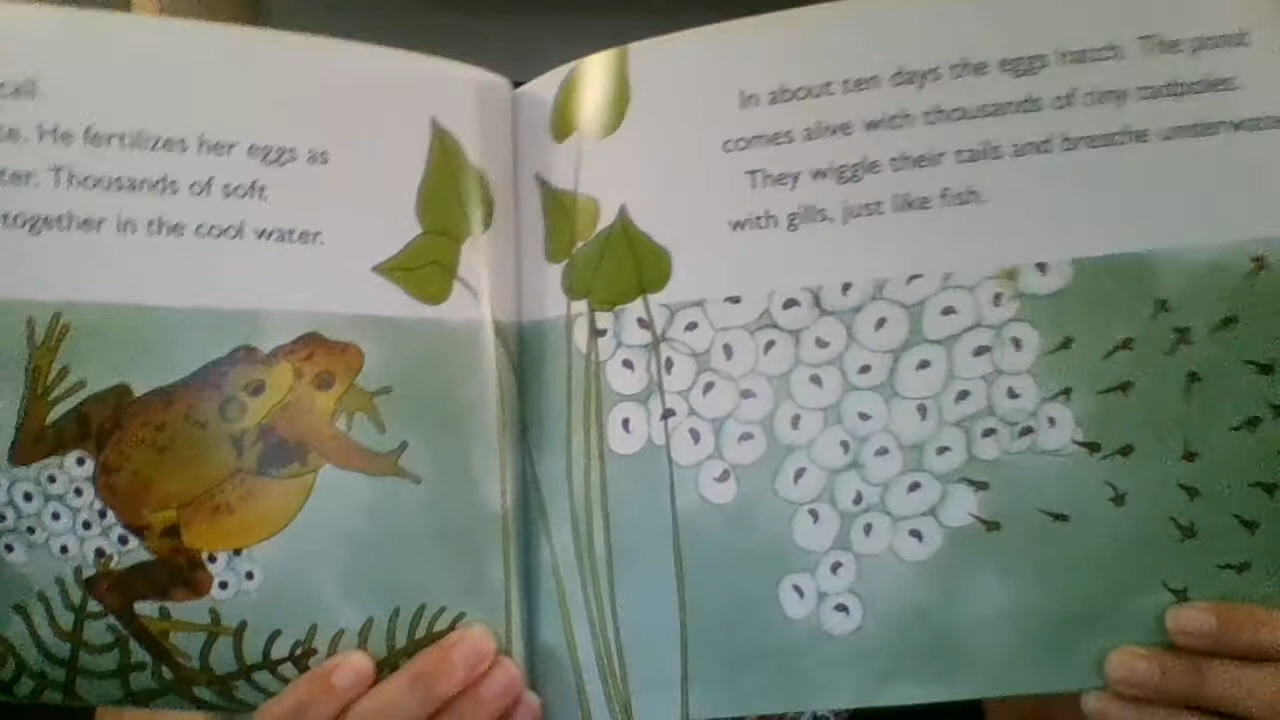 call.
He fertilizes her eggs as
Thousands of soft
together in the cool water.
In about ten days the eggs hatch. The pond
comes alive with thousands of tiny tadpoles.
They wiggle their tails and breathe underwater
with gills, just like fish.